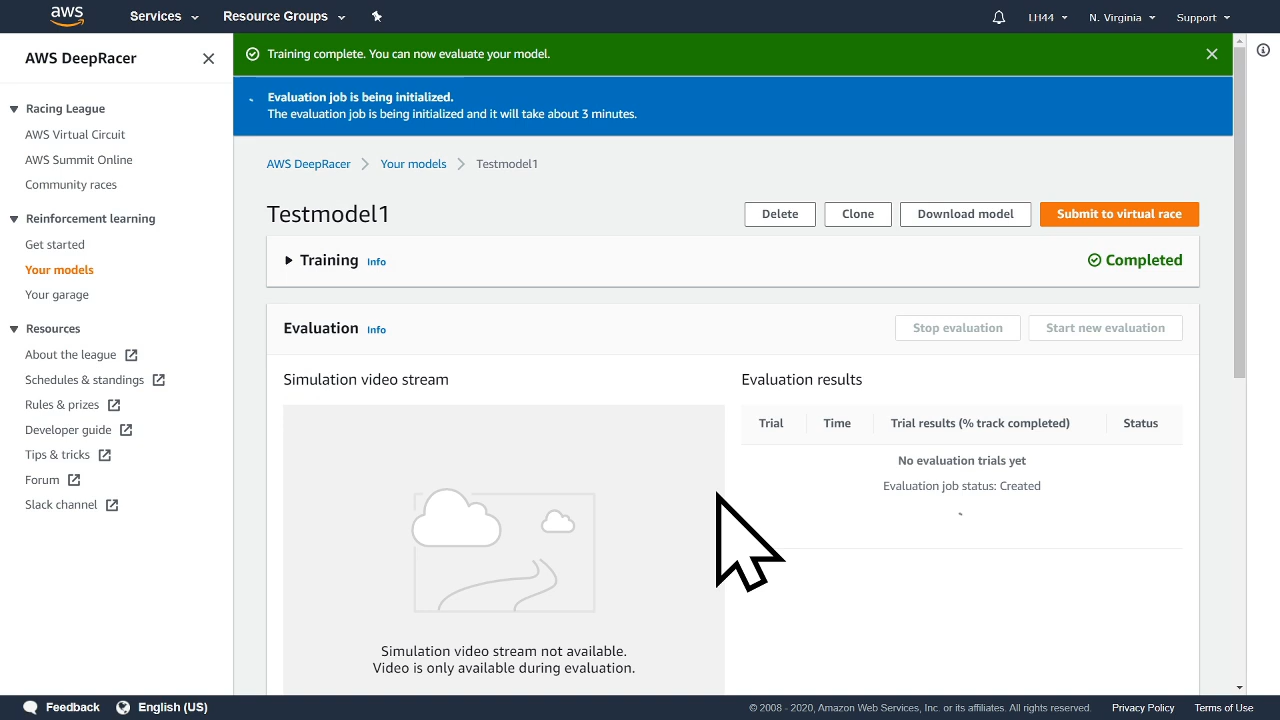 aws
Services
Resource Groups
LH44
N. Virginia
Support
AWS DeepRacer
Racing League
AWS Virtual Circuit
AWS Summit Online
Community races
Reinforcement learning
Get started
Your models
Your garage
Resources
About the league
Schedules & standings
Rules & prizes
Developer guide
Tips & tricks
Forum
Slack channel
Training complete. You can now evaluate your model.
Evaluation job is being initialized.
The evaluation job is being initialized and it will take about 3 minutes.
AWS DeepRacer Your models Testmodel1
Testmodel1
Delete
Clone
Download model
Submit to virtual race
Training Info
Completed
Evaluation Info
Stop evaluation
Start new evaluation
Simulation video stream
Simulation video stream not available.
Video is only available during evaluation.
Evaluation results
Trial Time Trial results (% track completed) Status
No evaluation trials yet
Evaluation job status: Created
Feedback
English (US)
© 2008 - 2020, Amazon Web Services, Inc. or its affiliates. All rights reserved.
Privacy Policy
Terms of Use